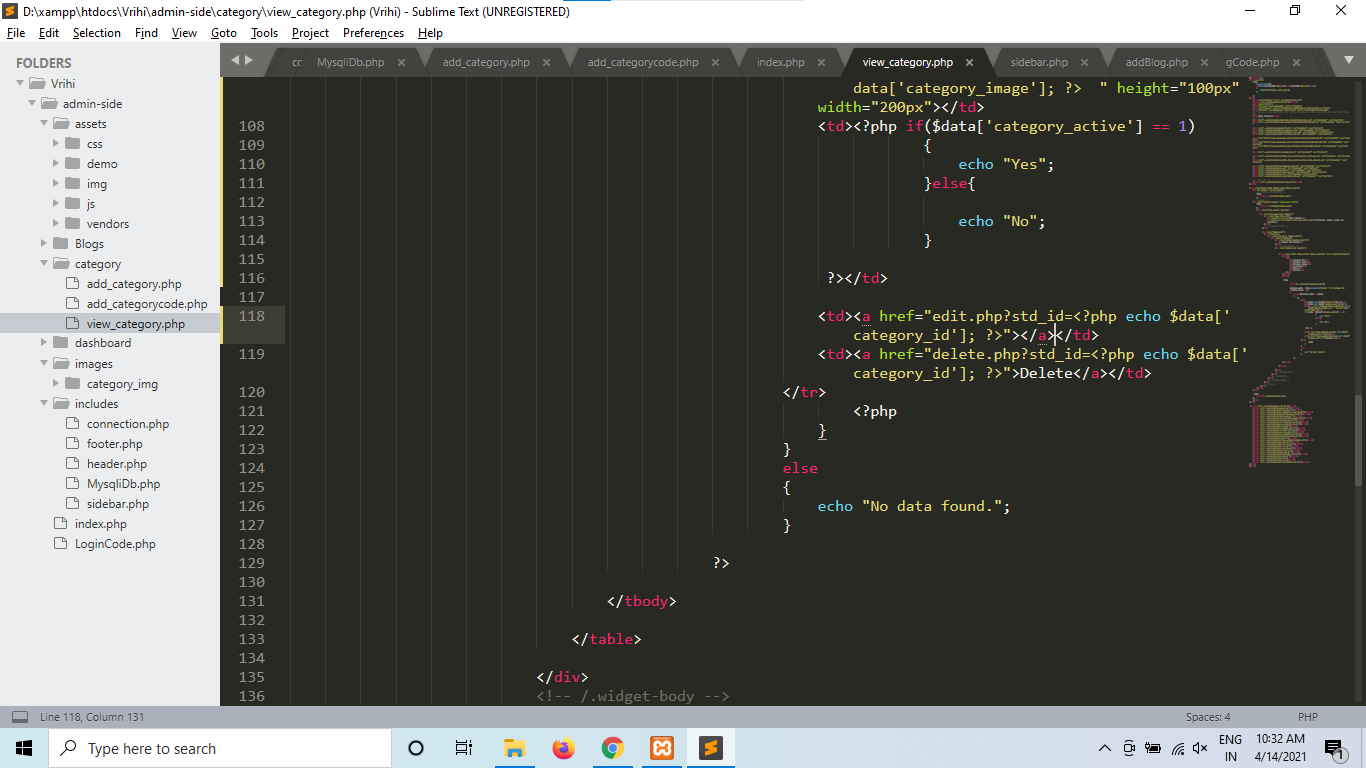 D:\xampp\htdocs\Vrihi\admin-side\category\view_category.php (Vrihi) - Sublime Text (UNREGISTERED)
File Edit Selection Find View Goto Tools Project Preferences Help
FOLDERS
Vrihi
admin-side
assets
css
demo
img
js
vendors
Blogs
category
add_category.php
add_categorycode.php
view_category.php
dashboard
images
category_img
includes
connection.php
footer.php
header.php
MysqliDb.php
sidebar.php
index.php
LoginCode.php
cc MysqliDb.php × add_category.php × add_categorycode.php × index.php × view_category.php × sidebar.php × addBlog.php × gCode.php ×
data['category_image']; ?> " height="100px"
width="200px"></td>
108 <td><?php if($data['category_active'] == 1)
109 {
110 echo "Yes";
111 }else{
112
113 echo "No";
114 }
115
116 ?></td>
117
118 <td><a href="edit.php?std_id=<?php echo $data['
category_id']; ?>"></a></td>
119 <td><a href="delete.php?std_id=<?php echo $data['
category_id']; ?>">Delete</a></td>
120 </tr>
121 <?php
122 }
123 }
124 else
125 {
126 echo "No data found.";
127 }
128
129 ?>
130
131 </tbody>
132
133 </table>
134
135 </div>
136 <!-- /.widget-body -->
Line 118, Column 131
Spaces: 4 PHP
Type here to search
ENG
IN
10:32 AM
4/14/2021
1